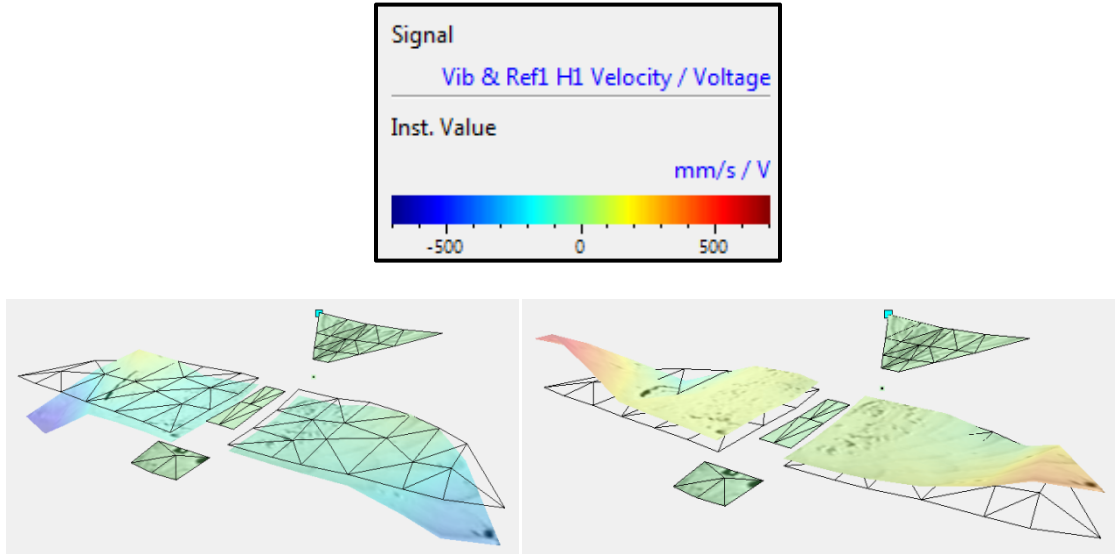 Signal
Vib & Ref1 H1 Velocity / Voltage
Inst. Value
mm/s / V
-500 0 500